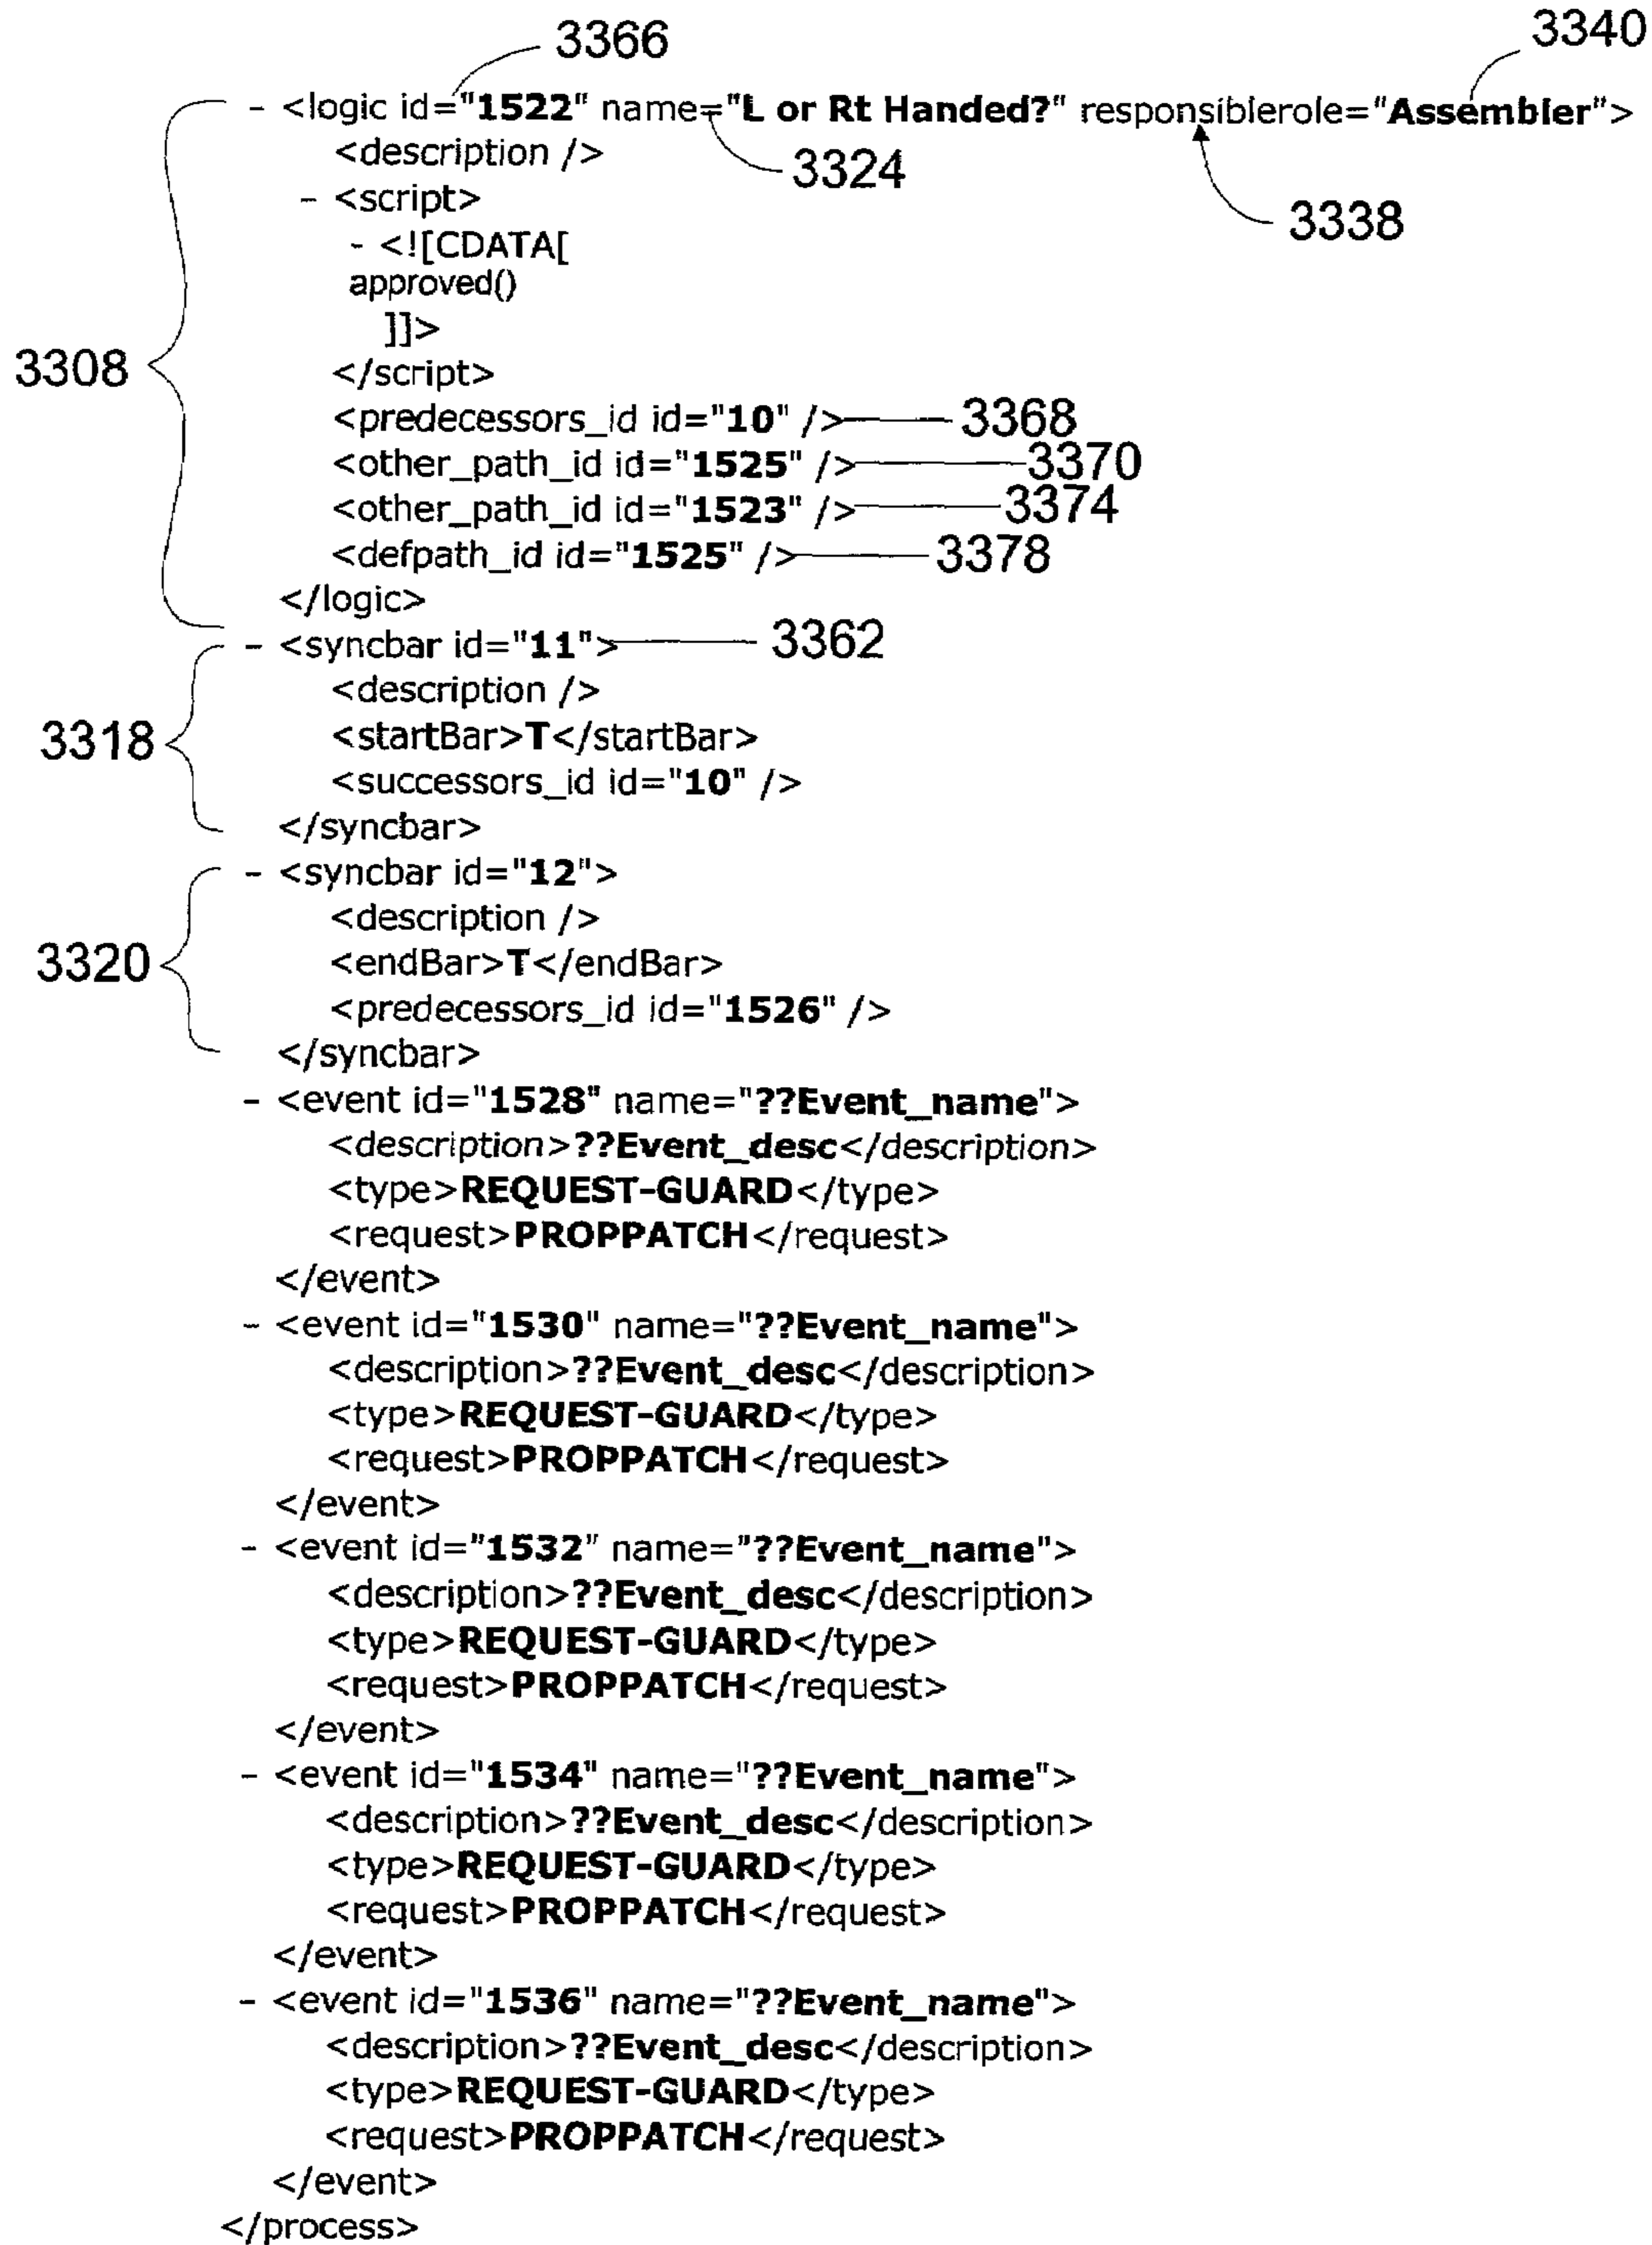 3366 3340
- <logic id="1522" name="L or Rt Handed?" responsiblerole="Assembler">
<description /> 3324
- <script> 3338
- <![CDATA[
approved()
]]>
3308 </script>
<predecessors_id id="10" /> 3368
<other_path_id id="1525" /> 3370
<other_path_id id="1523" /> 3374
<defpath_id id="1525" /> 3378
</logic>
- <syncbar id="11"> 3362
<description />
3318 <startBar>T</startBar>
<successors_id id="10" />
</syncbar>
- <syncbar id="12">
<description />
3320 <endBar>T</endBar>
<predecessors_id id="1526" />
</syncbar>
- <event id="1528" name="??Event_name">
<description>??Event_desc</description>
<type>REQUEST-GUARD</type>
<request>PROPPATCH</request>
</event>
- <event id="1530" name="??Event_name">
<description>??Event_desc</description>
<type>REQUEST-GUARD</type>
<request>PROPPATCH</request>
</event>
- <event id="1532" name="??Event_name">
<description>??Event_desc</description>
<type>REQUEST-GUARD</type>
<request>PROPPATCH</request>
</event>
- <event id="1534" name="??Event_name">
<description>??Event_desc</description>
<type>REQUEST-GUARD</type>
<request>PROPPATCH</request>
</event>
- <event id="1536" name="??Event_name">
<description>??Event_desc</description>
<type>REQUEST-GUARD</type>
<request>PROPPATCH</request>
</event>
</process>